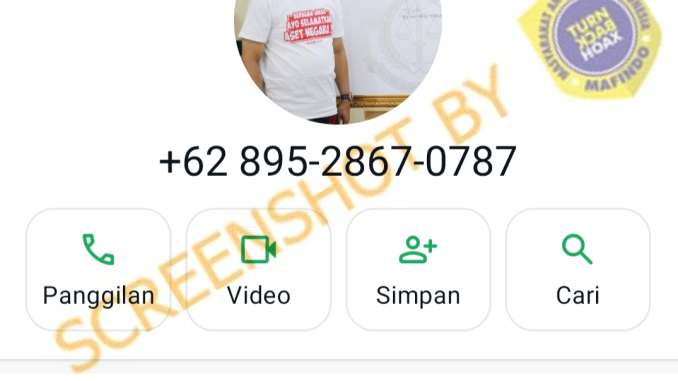 AYO SELAMATKAN
ASET NEGARA
TURN
BACK
HOAX
MASYARAKAT ANTI
INDONESIA
MAFINDO
SCREENSHOT BY
+62 895-2867-0787
Panggilan
Video
Simpan
Cari